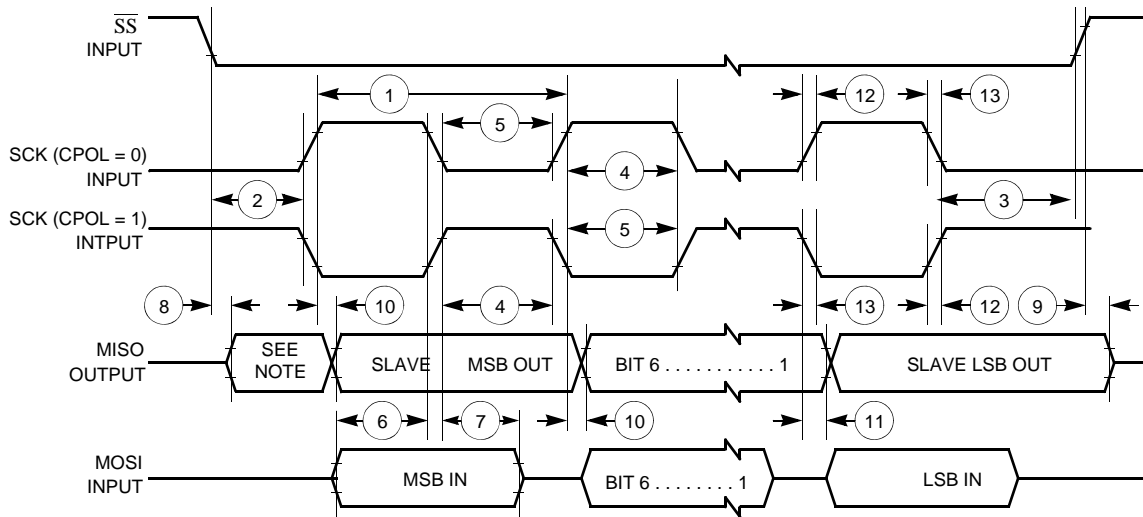 SS
INPUT
1
12
13
5
SCK (CPOL = 0)
INPUT
4
2
3
SCK (CPOL = 1)
INTPUT
5
8
10
4
13
12
9
MISO
OUTPUT
SEE
NOTE
SLAVE
MSB OUT
BIT 6 . . . . . . . . . . . 1
SLAVE LSB OUT
6
7
10
11
MOSI
INPUT
MSB IN
BIT 6 . . . . . . . . 1
LSB IN